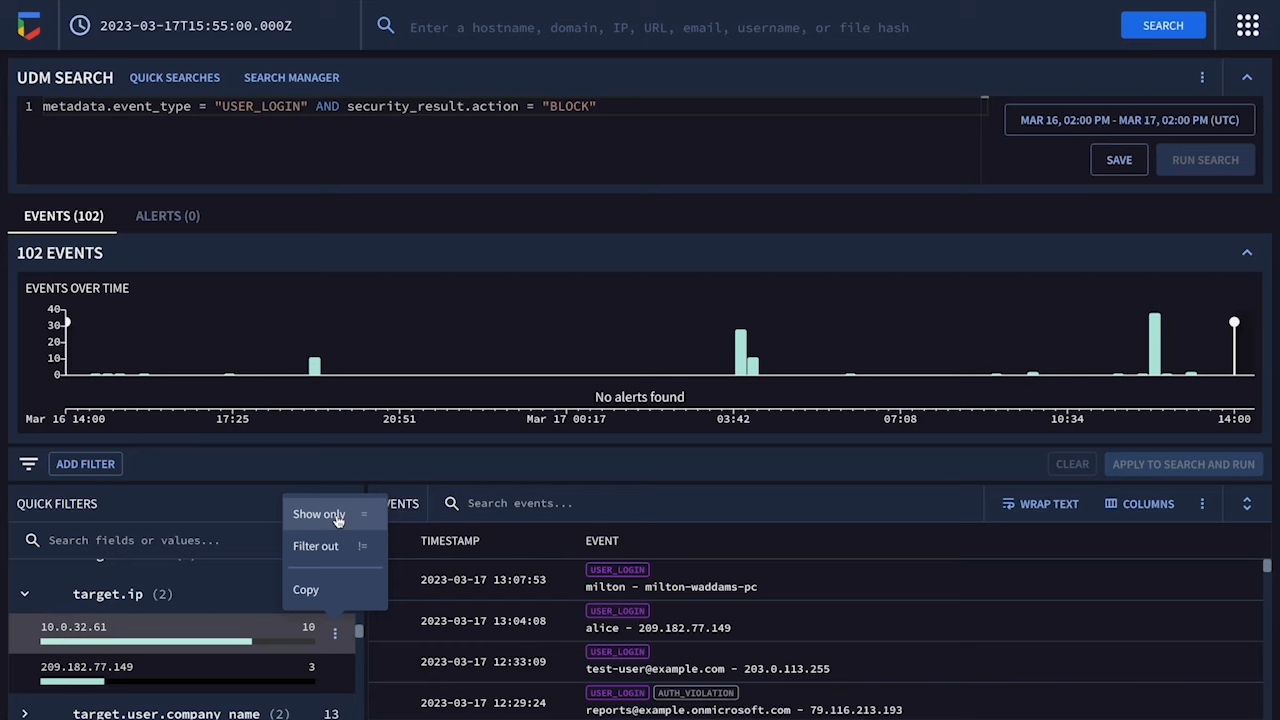 2023-03-17T15:55:00.000Z
Enter a hostname, domain, IP, URL, email, username, or file hash
SEARCH
UDM SEARCH
QUICK SEARCHES
SEARCH MANAGER
1 metadata.event_type = "USER_LOGIN" AND security_result.action = "BLOCK"
MAR 16, 02:00 PM - MAR 17, 02:00 PM (UTC)
SAVE
RUN SEARCH
EVENTS (102)
ALERTS (0)
102 EVENTS
EVENTS OVER TIME
40
30
20
10
0
No alerts found
Mar 16 14:00 17:25 20:51 Mar 17 00:17 03:42 07:08 10:34 14:00
ADD FILTER
CLEAR
APPLY TO SEARCH AND RUN
QUICK FILTERS
Search fields or values...
target.ip (2)
10.0.32.61 10
209.182.77.149 3
target.user.company_name (2) 13
Show only =
Filter out !=
Copy
VENTS
Search events...
WRAP TEXT
COLUMNS
TIMESTAMP EVENT
2023-03-17 13:07:53
USER_LOGIN
milton - milton-waddams-pc
2023-03-17 13:04:08
USER_LOGIN
alice - 209.182.77.149
2023-03-17 12:33:09
USER_LOGIN
test-user@example.com - 203.0.113.255
2023-03-17 12:29:24
USER_LOGIN AUTH_VIOLATION
reports@example.onmicrosoft.com - 79.116.213.193